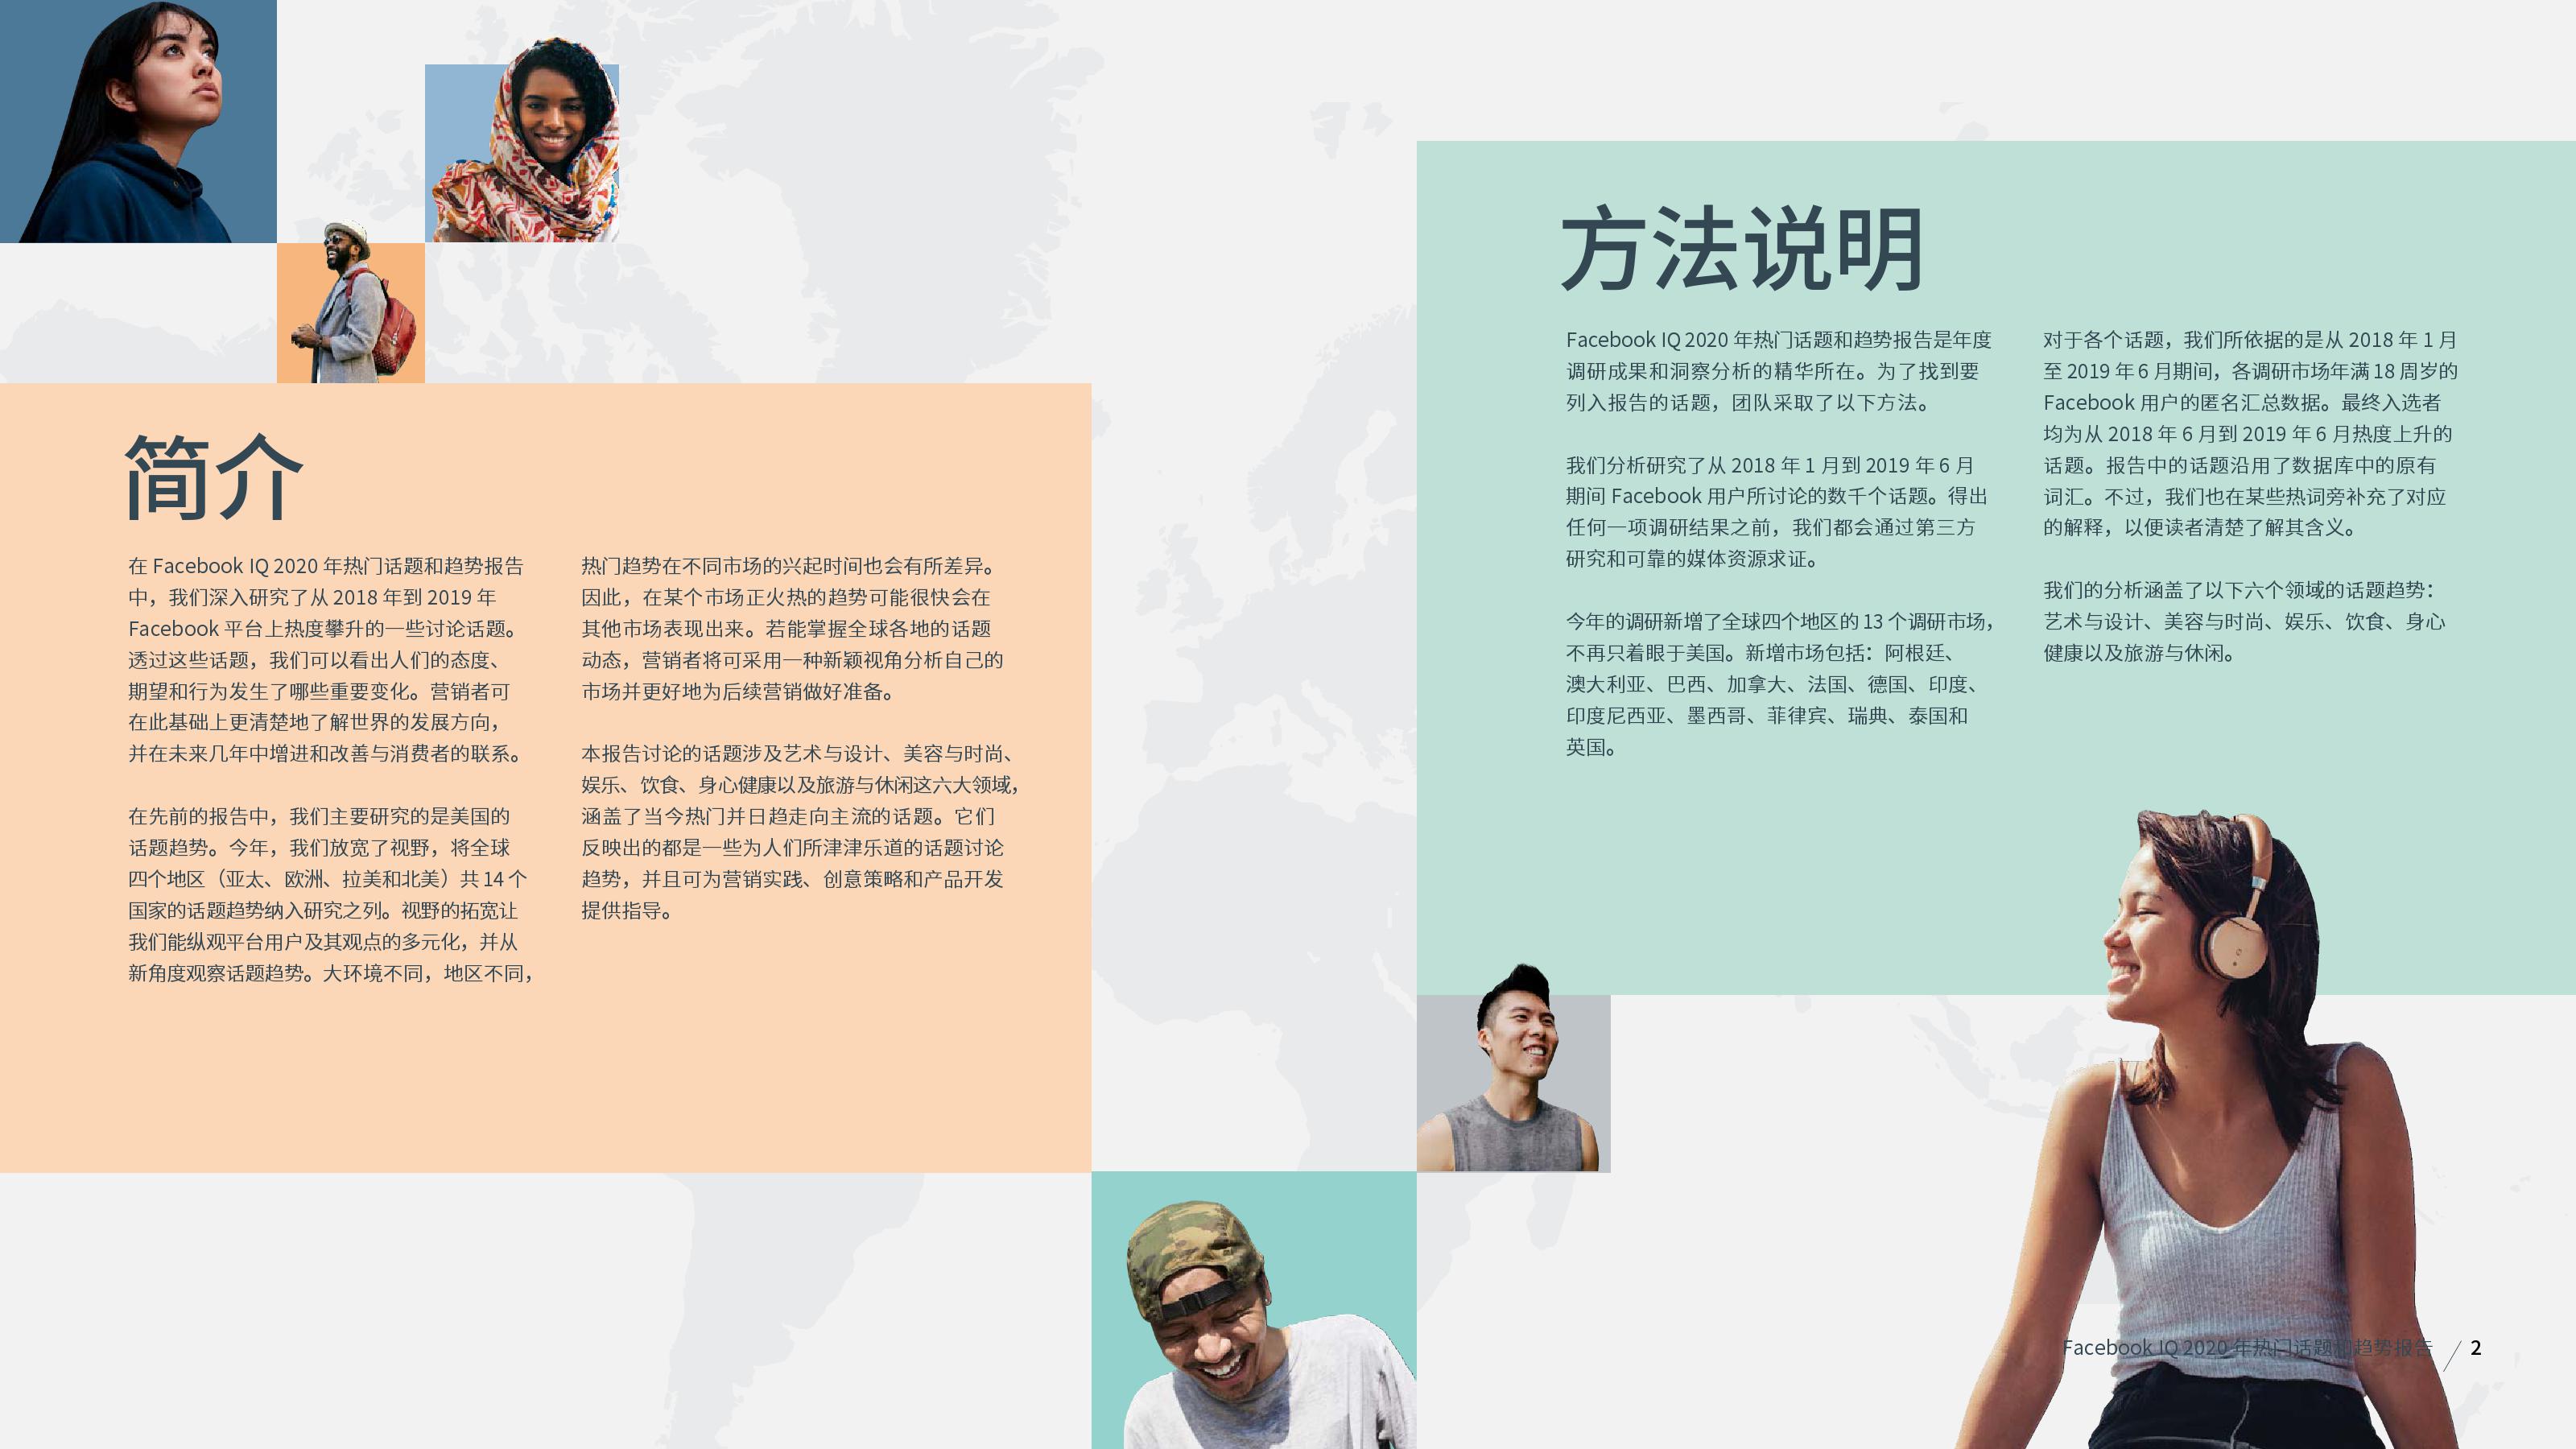 简介
在 Facebook IQ 2020 年热门话题和趋势报告
中，我们深入研究了从 2018 年到 2019 年
Facebook 平台上热度攀升的一些讨论话题。
透过这些话题，我们可以看出人们的态度、
期望和行为发生了哪些重要变化。营销者可
在此基础上更清楚地了解世界的发展方向，
并在未来几年中增进和改善与消费者的联系。
在先前的报告中，我们主要研究的是美国的
话题趋势。今年，我们放宽了视野，将全球
四个地区（亚太、欧洲、拉美和北美）共 14 个
国家的话题趋势纳入研究之列。视野的拓宽让
我们能纵观平台用户及其观点的多元化，并从
新角度观察话题趋势。大环境不同，地区不同，
热门趋势在不同市场的兴起时间也会有所差异。
因此，在某个市场正火热的趋势可能很快会在
其他市场表现出来。若能掌握全球各地的话题
动态，营销者将可采用一种新颖视角分析自己的
市场并更好地为后续营销做好准备。
本报告讨论的话题涉及艺术与设计、美容与时尚、
娱乐、饮食、身心健康以及旅游与休闲这六大领域，
涵盖了当今热门并日趋走向主流的话题。它们
反映出的都是一些为人们所津津乐道的话题讨论
趋势，并且可为营销实践、创意策略和产品开发
提供指导。
方法说明
Facebook IQ 2020 年热门话题和趋势报告是年度
调研成果和洞察分析的精华所在。为了找到要
列入报告的话题，团队采取了以下方法。
我们分析研究了从 2018 年 1 月到 2019 年 6 月
期间 Facebook 用户所讨论的数千个话题。得出
任何一项调研结果之前，我们都会通过第三方
研究和可靠的媒体资源求证。
今年的调研新增了全球四个地区的 13 个调研市场，
不再只着眼于美国。新增市场包括：阿根廷、
澳大利亚、巴西、加拿大、法国、德国、印度、
印度尼西亚、墨西哥、菲律宾、瑞典、泰国和
英国。
对于各个话题，我们所依据的是从 2018 年 1 月
至 2019 年 6 月期间，各调研市场年满 18 周岁的
Facebook 用户的匿名汇总数据。最终入选者
均为从 2018 年 6 月到 2019 年 6 月热度上升的
话题。报告中的话题沿用了数据库中的原有
词汇。不过，我们也在某些热词旁补充了对应
的解释，以便读者清楚了解其含义。
我们的分析涵盖了以下六个领域的话题趋势：
艺术与设计、美容与时尚、娱乐、饮食、身心
健康以及旅游与休闲。
Facebook IQ 2020 年热门话题和趋势报告 / 2